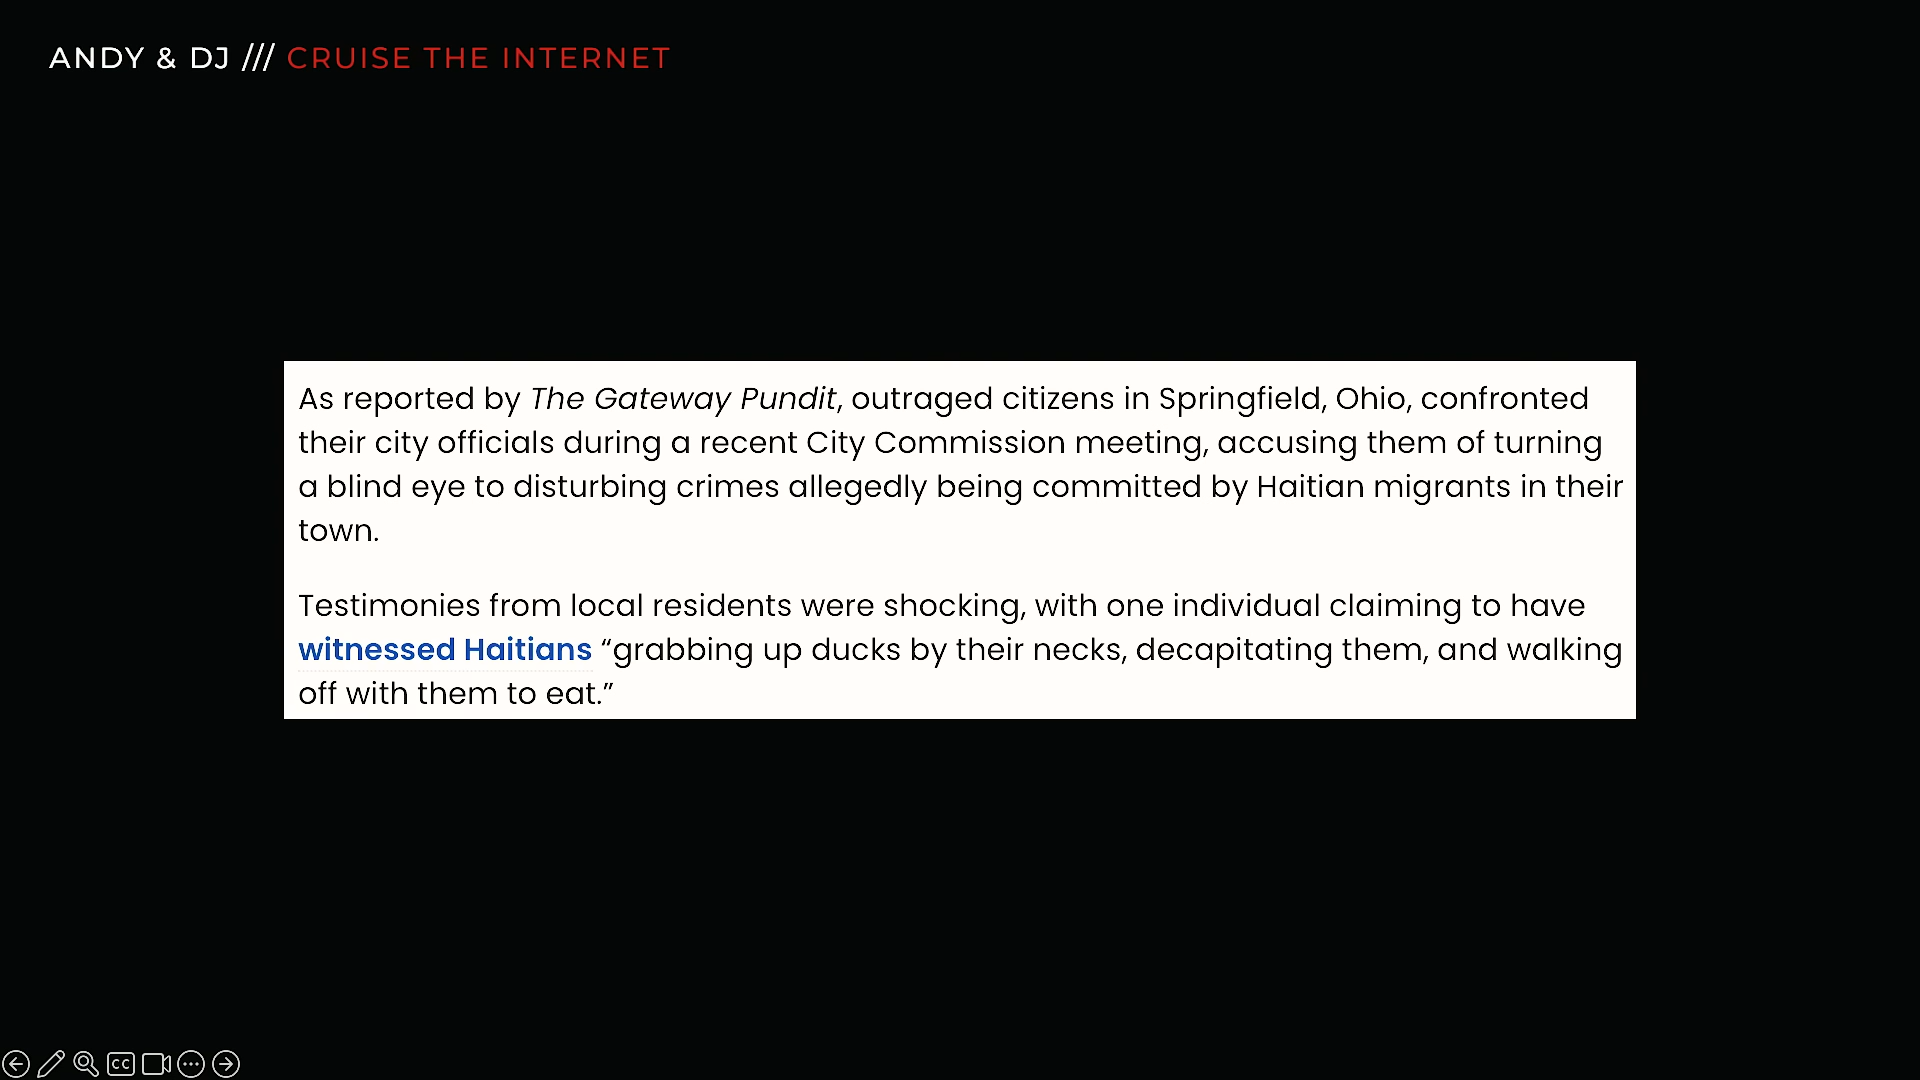 ANDY & DJ /// CRUISE THE INTERNET
As reported by The Gateway Pundit, outraged citizens in Springfield, Ohio, confronted
their city officials during a recent City Commission meeting, accusing them of turning
a blind eye to disturbing crimes allegedly being committed by Haitian migrants in their
town.
Testimonies from local residents were shocking, with one individual claiming to have
witnessed Haitians “grabbing up ducks by their necks, decapitating them, and walking
off with them to eat.”
CC